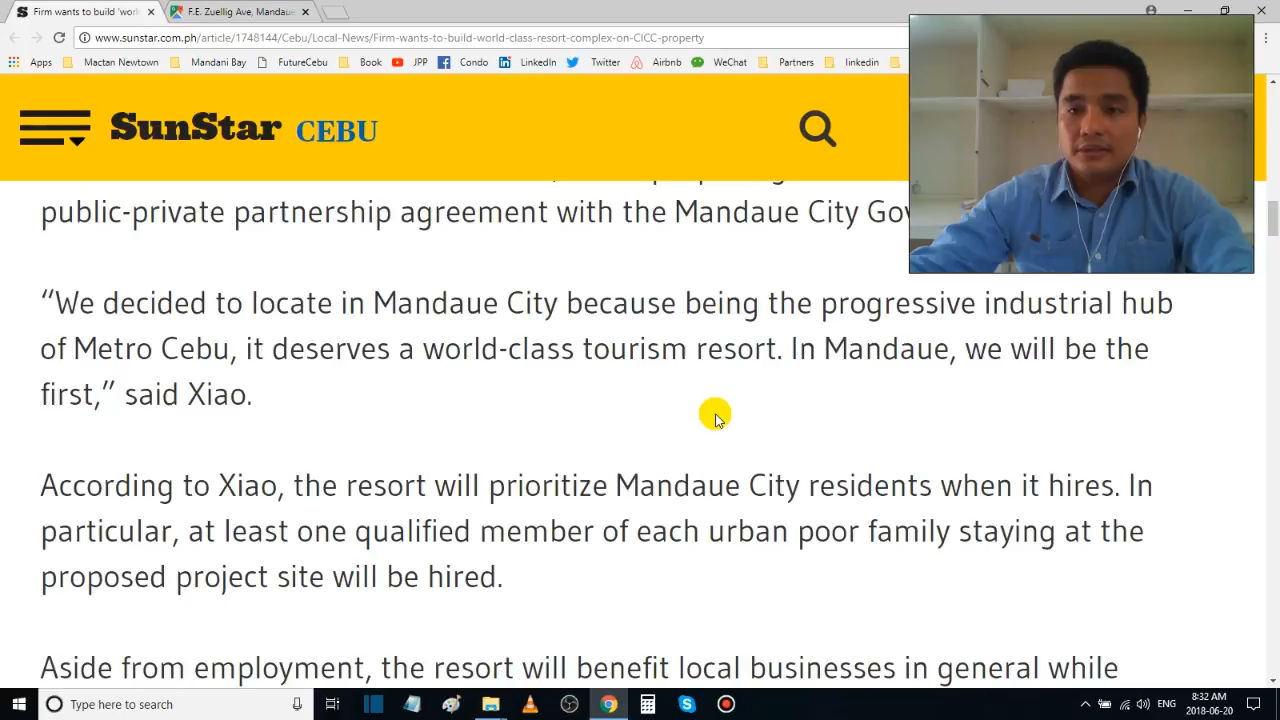 Firm wants to build 'worl
F.E. Zuellig Ave, Mandaue
www.sunstar.com.ph/article/1748144/Cebu/Local-News/Firm-wants-to-build-world-class-resort-complex-on-CICC-property
Apps Mactan Newtown Mandani Bay FutureCebu Book JPP Condo LinkedIn Twitter Airbnb WeChat Partners linkedin
SunStar CEBU
public-private partnership agreement with the Mandaue City Gov
“We decided to locate in Mandaue City because being the progressive industrial hub
of Metro Cebu, it deserves a world-class tourism resort. In Mandaue, we will be the
first,” said Xiao.
According to Xiao, the resort will prioritize Mandaue City residents when it hires. In
particular, at least one qualified member of each urban poor family staying at the
proposed project site will be hired.
Aside from employment, the resort will benefit local businesses in general while
Type here to search
ENG
8:32 AM
2018-06-20